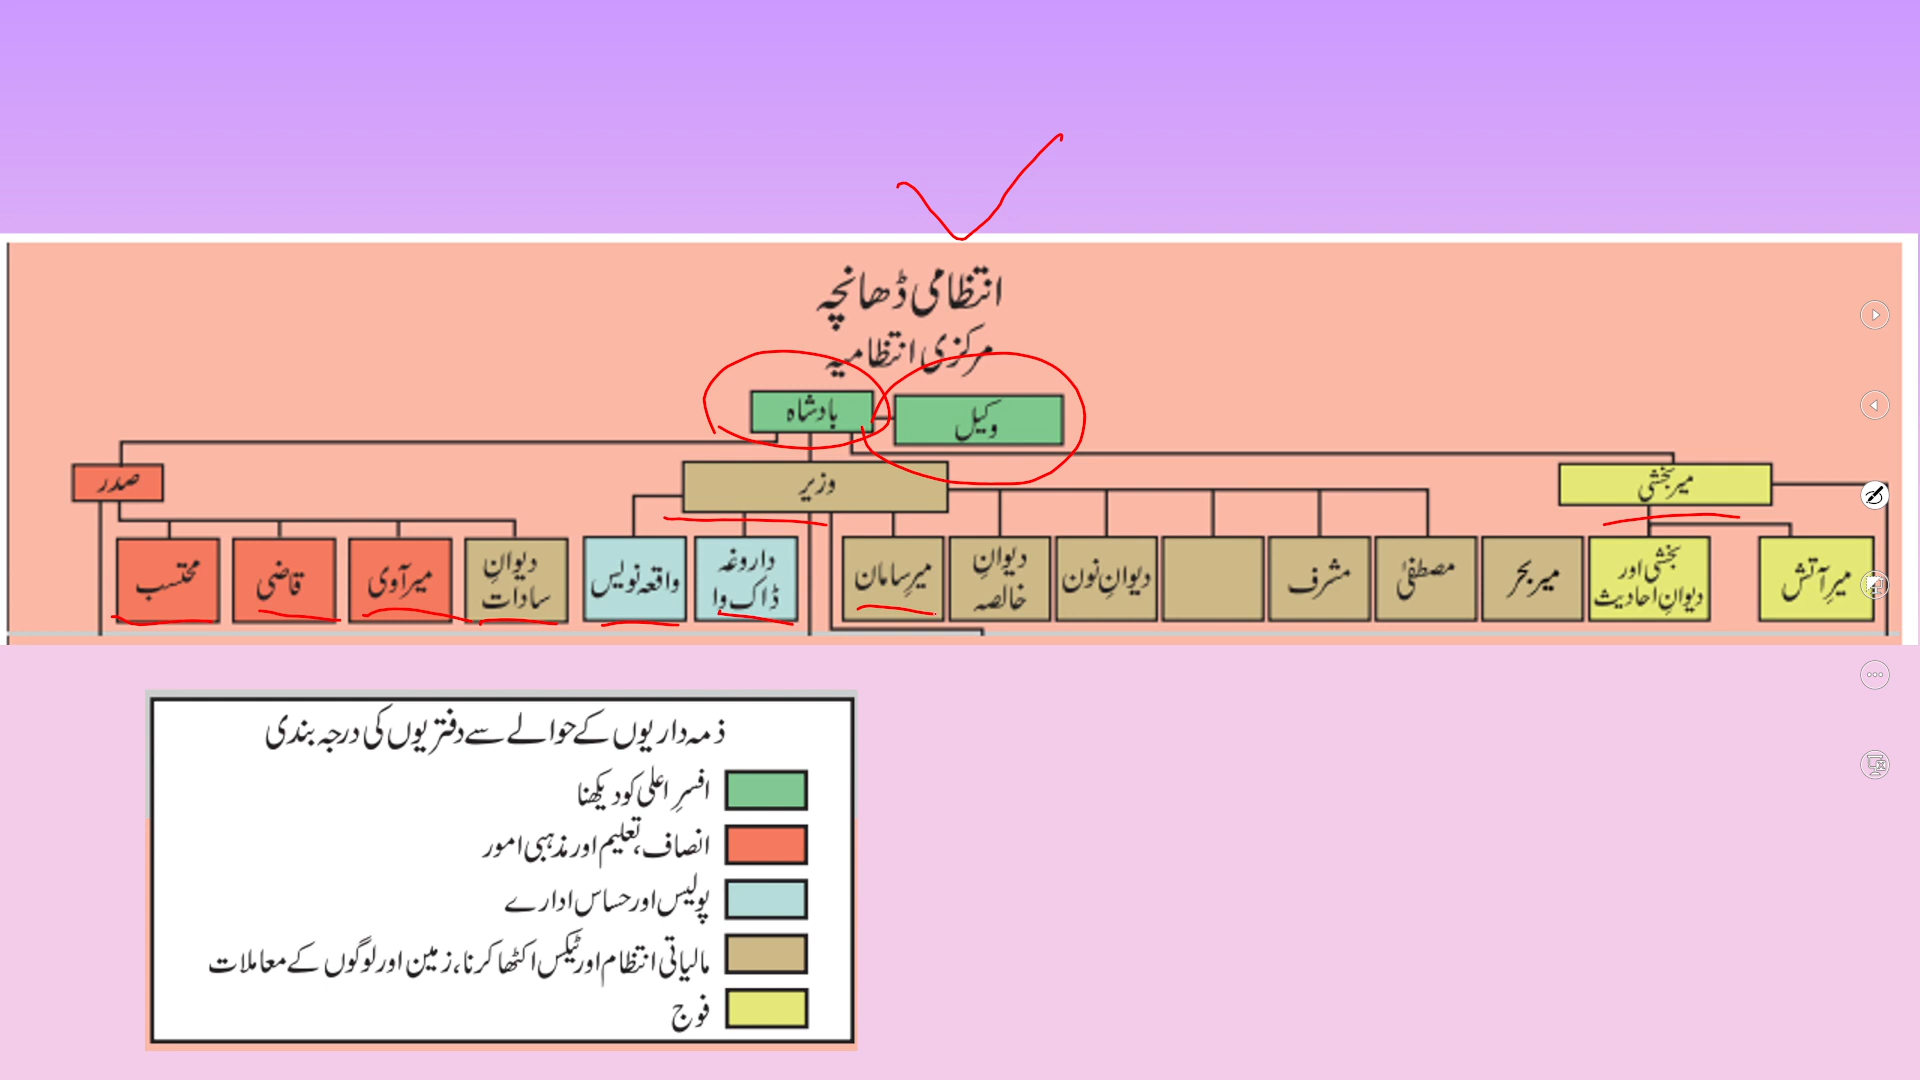 انتظامی ڈھانچہ
مرکزی انتظامیہ
بادشاہ
وکیل
صدر
وزیر
میر بخشی
محتسب
قاضی
میر آوی
دیوانِ
سادات
واقعہ نویس
داروغہ
ڈاک وا
میرِ سامان
دیوانِ
خالصہ
دیوانِ نون
مشرف
مصطفیٰ
میر بحر
بخشی اور
دیوانِ احادیث
میرِ آتش
ذمہ داریوں کے حوالے سے دفتریوں کی درجہ بندی
افسرِ اعلی کو دیکھنا
انصاف، تعلیم اور مذہبی امور
پولیس اور حساس ادارے
مالیاتی انتظام اور ٹیکس اکٹھا کرنا، زمین اور لوگوں کے معاملات
فوج